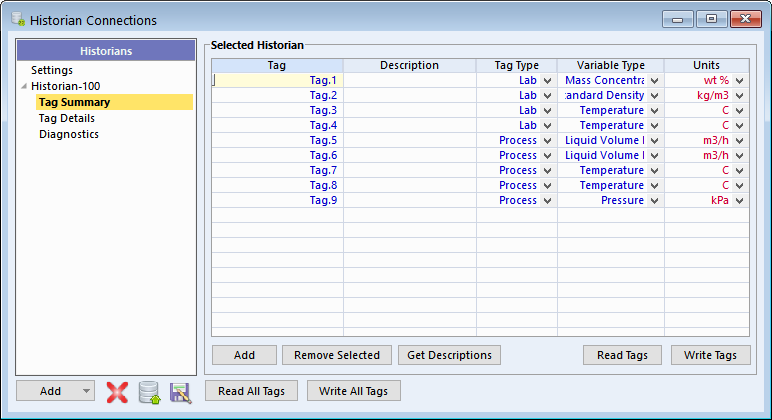 Historian Connections
Historians
Settings
Historian-100
Tag Summary
Tag Details
Diagnostics
Selected Historian
Tag Description Tag Type Variable Type Units
Tag.1 Lab Mass Concentra wt %
Tag.2 Lab tandard Density kg/m3
Tag.3 Lab Temperature C
Tag.4 Lab Temperature C
Tag.5 Process Liquid Volume m3/h
Tag.6 Process Liquid Volume m3/h
Tag.7 Process Temperature C
Tag.8 Process Temperature C
Tag.9 Process Pressure kPa
Add Remove Selected Get Descriptions Read Tags Write Tags
Add Read All Tags Write All Tags